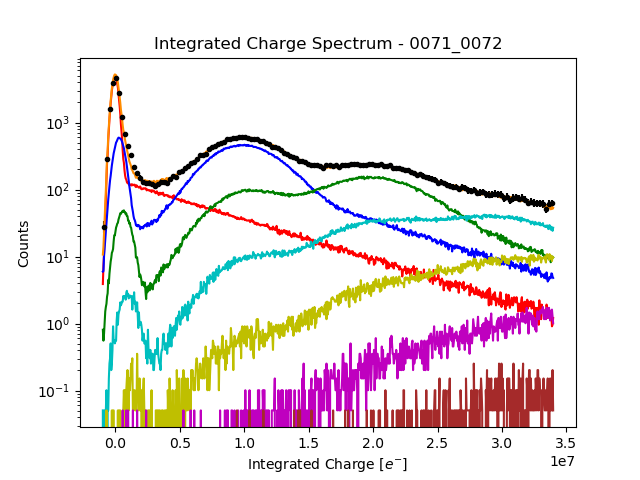 Integrated Charge Spectrum - 0071_0072
Counts
10³
10²
10¹
10⁰
10⁻¹
0.0 0.5 1.0 1.5 2.0 2.5 3.0 3.5
1e7
Integrated Charge [e⁻]